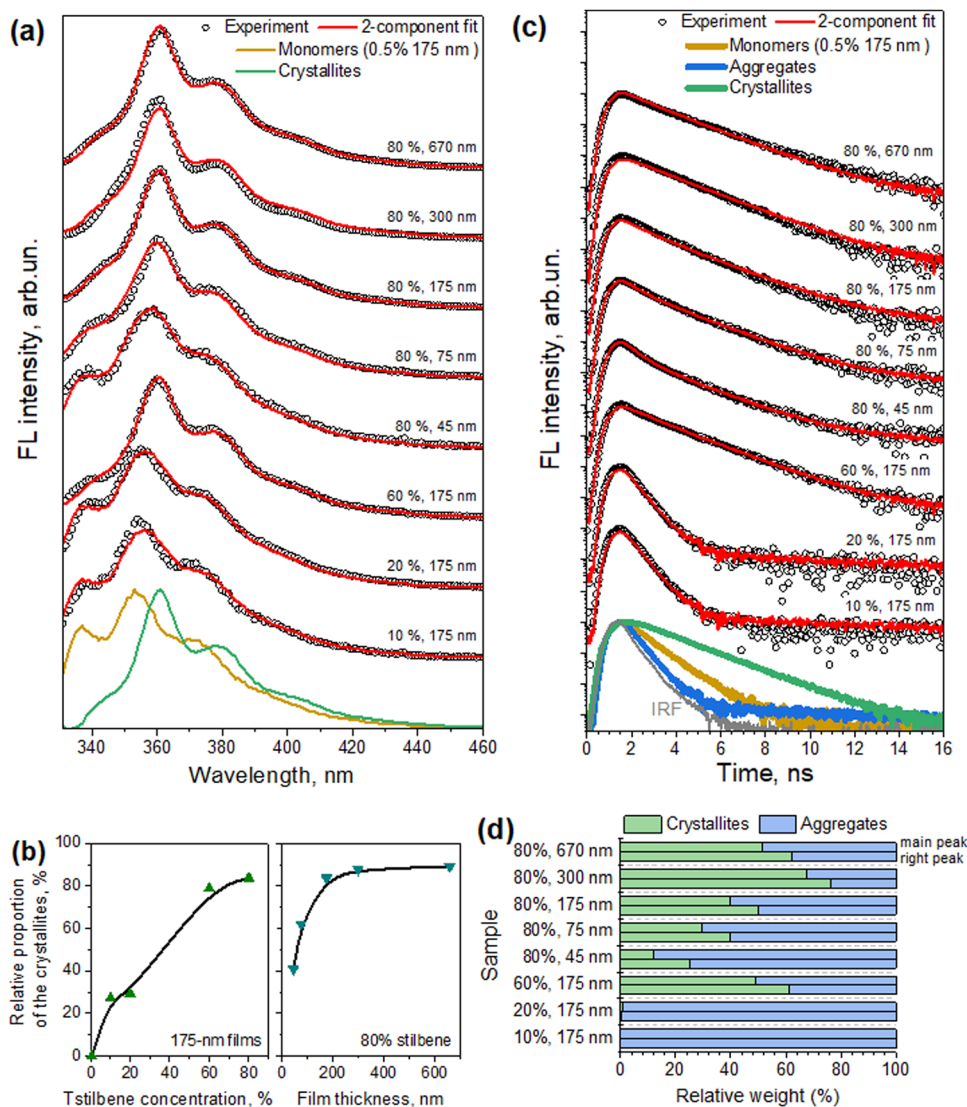 (a)
Experiment
2-component fit
Monomers (0.5% 175 nm )
Crystallites
80 %, 670 nm
80 %, 300 nm
80 %, 175 nm
80 %, 75 nm
80 %, 45 nm
60 %, 175 nm
20 %, 175 nm
10 %, 175 nm
FL intensity, arb.un.
340 360 380 400 420 440 460
Wavelength, nm
(c)
Experiment
2-component fit
Monomers (0.5% 175 nm )
Aggregates
Crystallites
80 %, 670 nm
80 %, 300 nm
80 %, 175 nm
80 %, 75 nm
80 %, 45 nm
60 %, 175 nm
20 %, 175 nm
10 %, 175 nm
IRF
FL intensity, arb.un.
0 2 4 6 8 10 12 14 16
Time, ns
(b)
Relative proportion
of the crystallites, %
100
80
60
40
20
0
175-nm films
80% stilbene
0 20 40 60 80
0 200 400 600
Tstilbene concentration, %
Film thickness, nm
(d)
Crystallites
Aggregates
main peak
right peak
Sample
80%, 670 nm
80%, 300 nm
80%, 175 nm
80%, 75 nm
80%, 45 nm
60%, 175 nm
20%, 175 nm
10%, 175 nm
0 20 40 60 80 100
Relative weight (%)